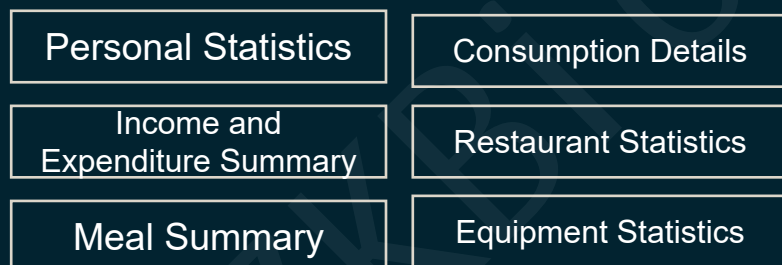 Personal Statistics
Consumption Details
Income and
Expenditure Summary
Restaurant Statistics
Meal Summary
Equipment Statistics